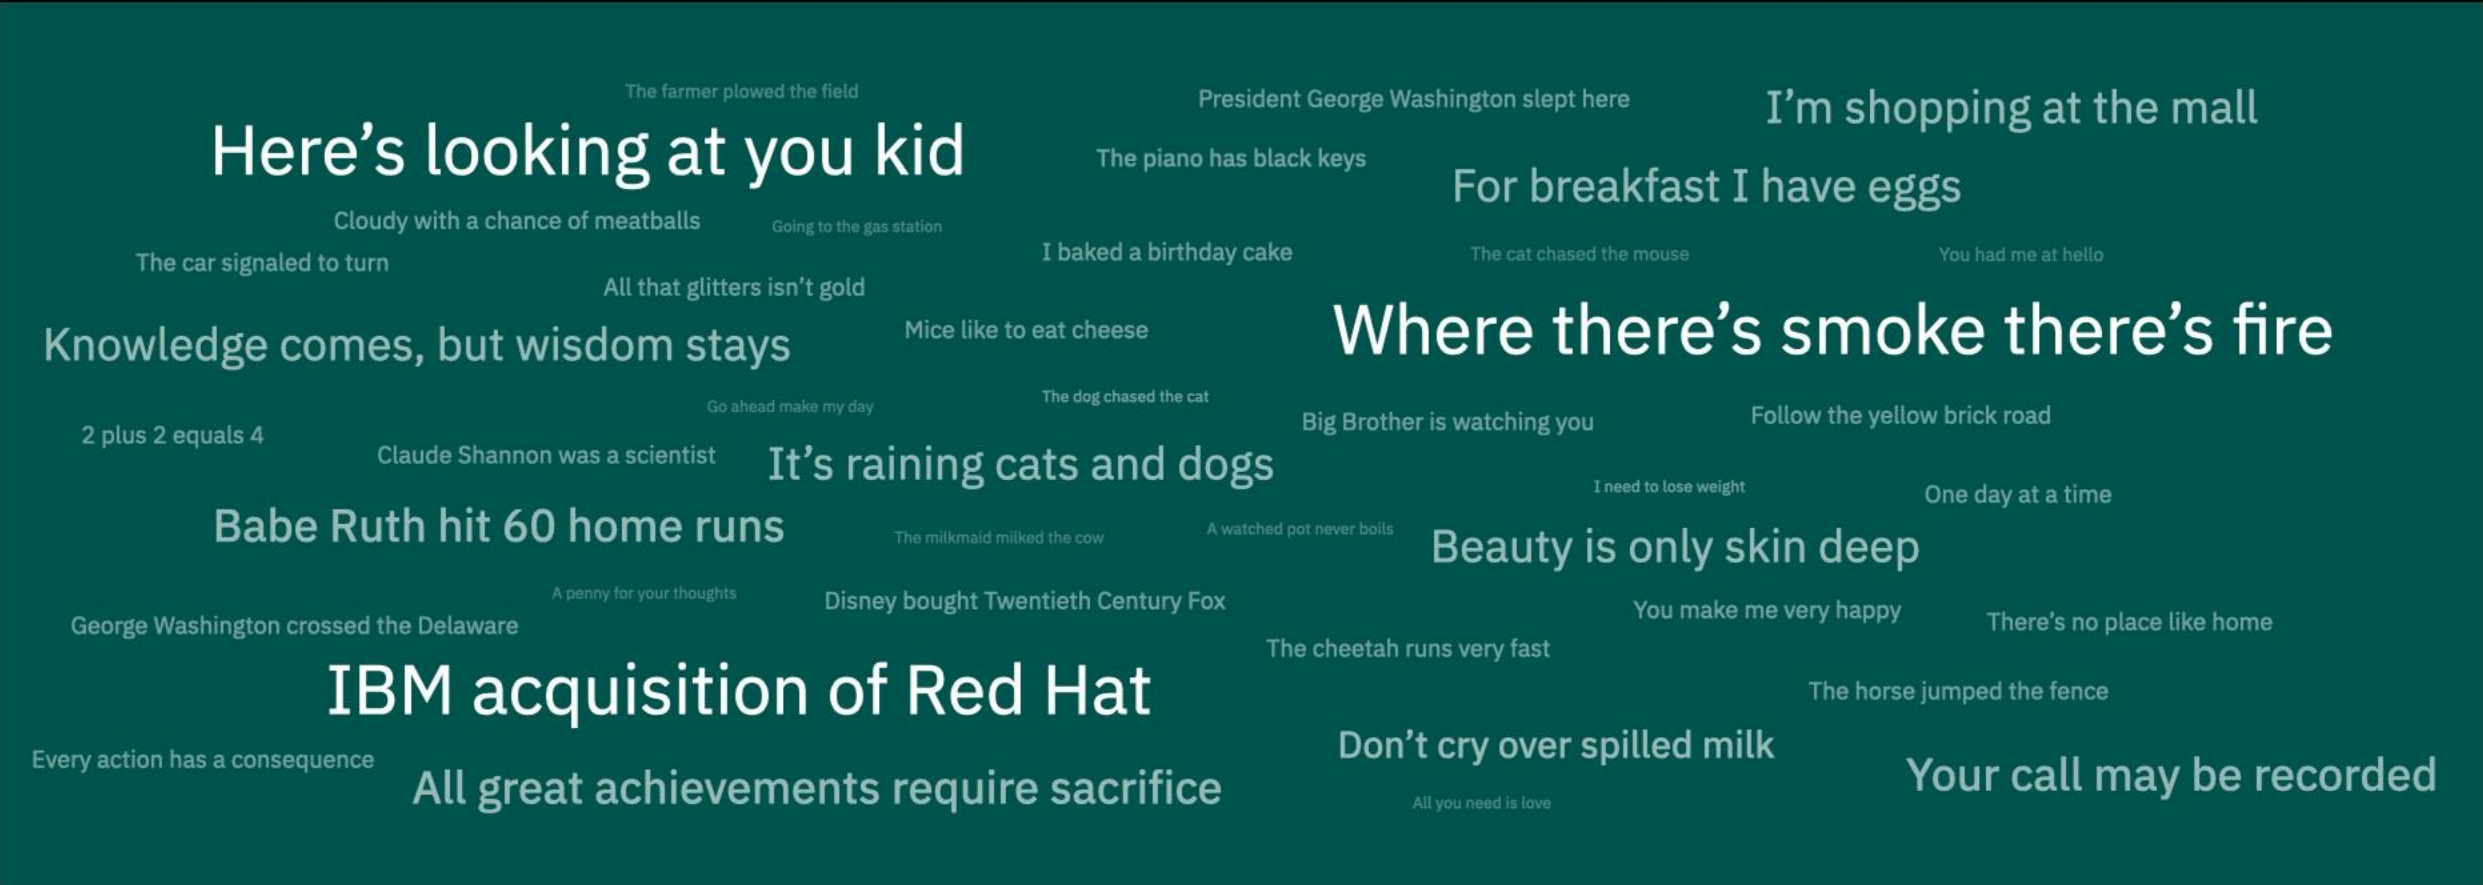 The farmer plowed the field
President George Washington slept here
I'm shopping at the mall
Here's looking at you kid
The piano has black keys
For breakfast I have eggs
Cloudy with a chance of meatballs
Going to the gas station
I baked a birthday cake
The cat chased the mouse
You had me at hello
The car signaled to turn
All that glitters isn't gold
Mice like to eat cheese
Where there's smoke there's fire
Knowledge comes, but wisdom stays
The dog chased the cat
Go ahead make my day
Big Brother is watching you
Follow the yellow brick road
2 plus 2 equals 4
Claude Shannon was a scientist
It's raining cats and dogs
I need to lose weight
One day at a time
Babe Ruth hit 60 home runs
The milkmaid milked the cow
A watched pot never boils
Beauty is only skin deep
A penny for your thoughts
Disney bought Twentieth Century Fox
You make me very happy
There's no place like home
George Washington crossed the Delaware
The cheetah runs very fast
IBM acquisition of Red Hat
The horse jumped the fence
Don't cry over spilled milk
Every action has a consequence
All great achievements require sacrifice
Your call may be recorded
All you need is love